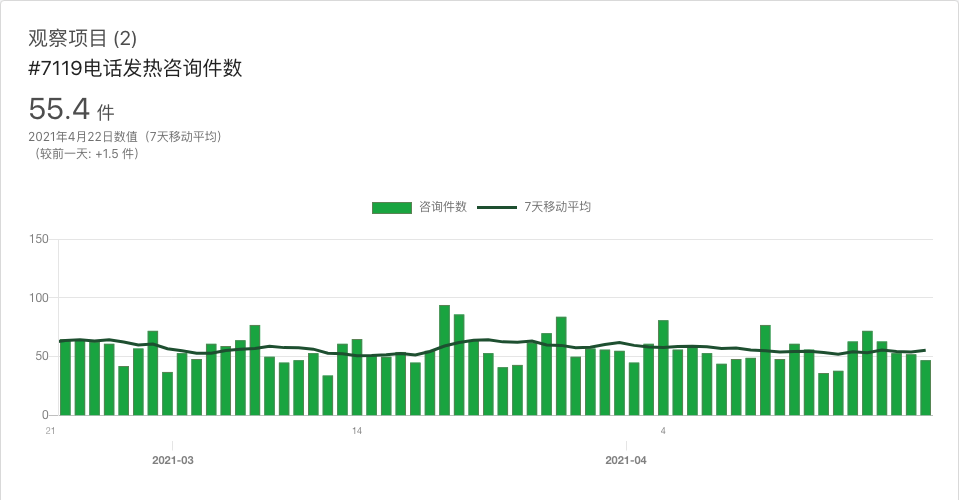 观察项目 (2)
#7119电话发热咨询件数
55.4 件
2021年4月22日数值（7天移动平均）
（较前一天: +1.5 件）
咨询件数 7天移动平均
150
100
50
0
21 14 4
2021-03 2021-04